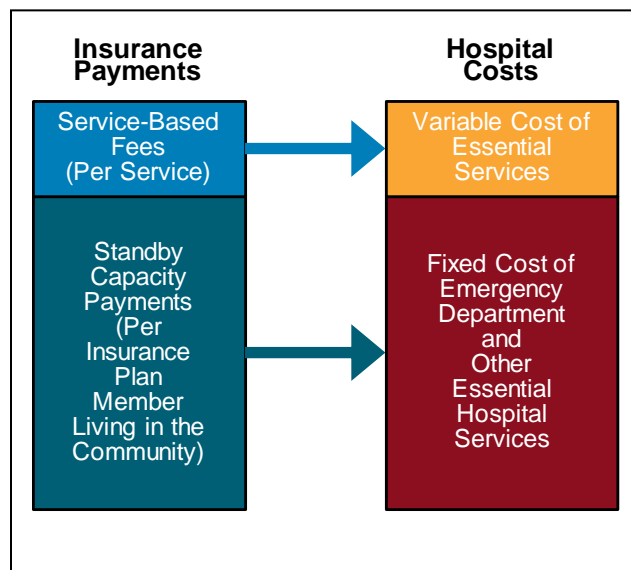 Insurance
Payments
Hospital
Costs
Service-Based
Fees
(Per Service)
Variable Cost of
Essential
Services
Standby
Capacity
Payments
(Per
Insurance
Plan
Member
Living in the
Community)
Fixed Cost of
Emergency
Department
and
Other
Essential
Hospital
Services